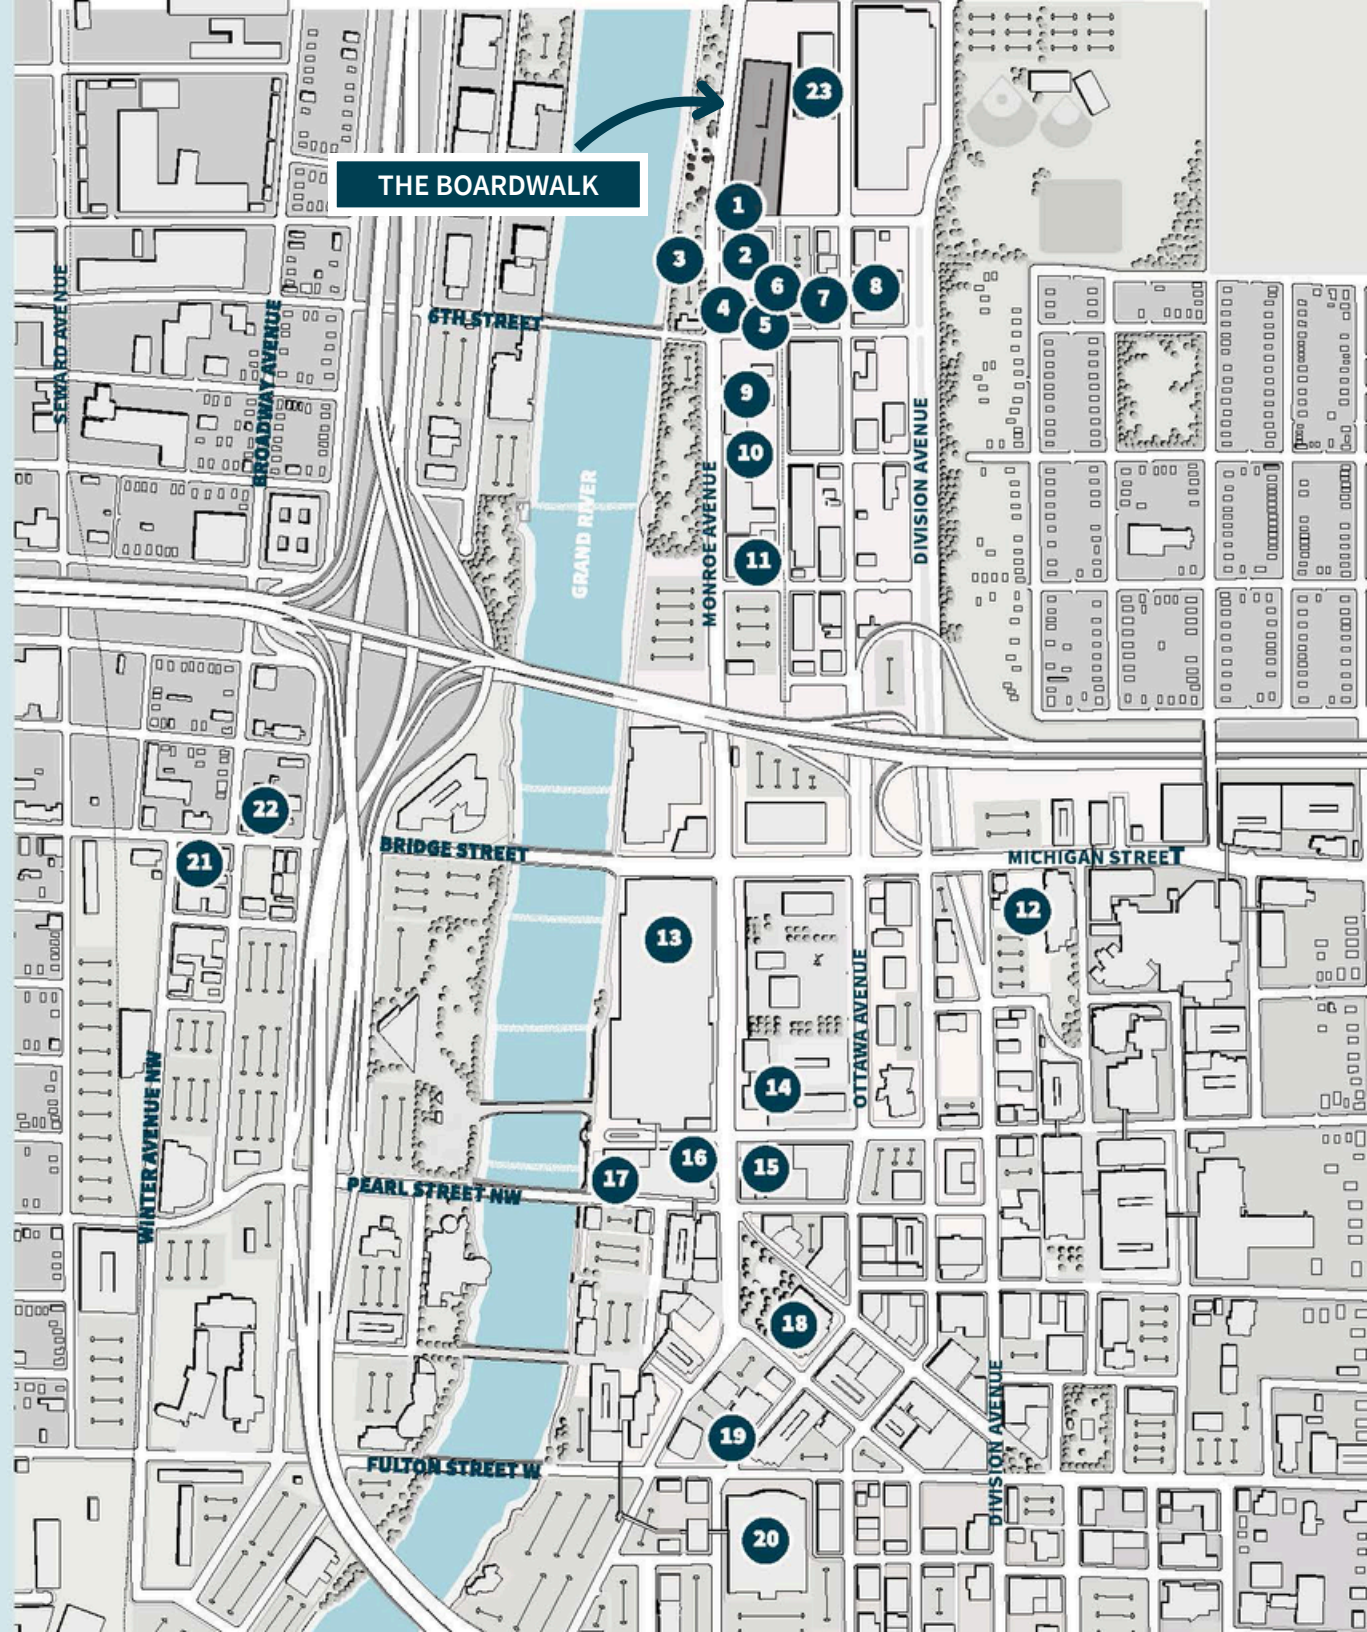 23
THE BOARDWALK
1
2
3
6
7
8
4
5
6TH STREET
SEWARD AVENUE
BROADWAY AVENUE
9
10
GRAND RIVER
MONROE AVENUE
DIVISION AVENUE
11
22
21
BRIDGE STREET
MICHIGAN STREET
12
13
OTTAWA AVENUE
14
WINTER AVENUE NW
16
15
17
PEARL STREET NW
18
DIVISION AVENUE
19
FULTON STREET W
20